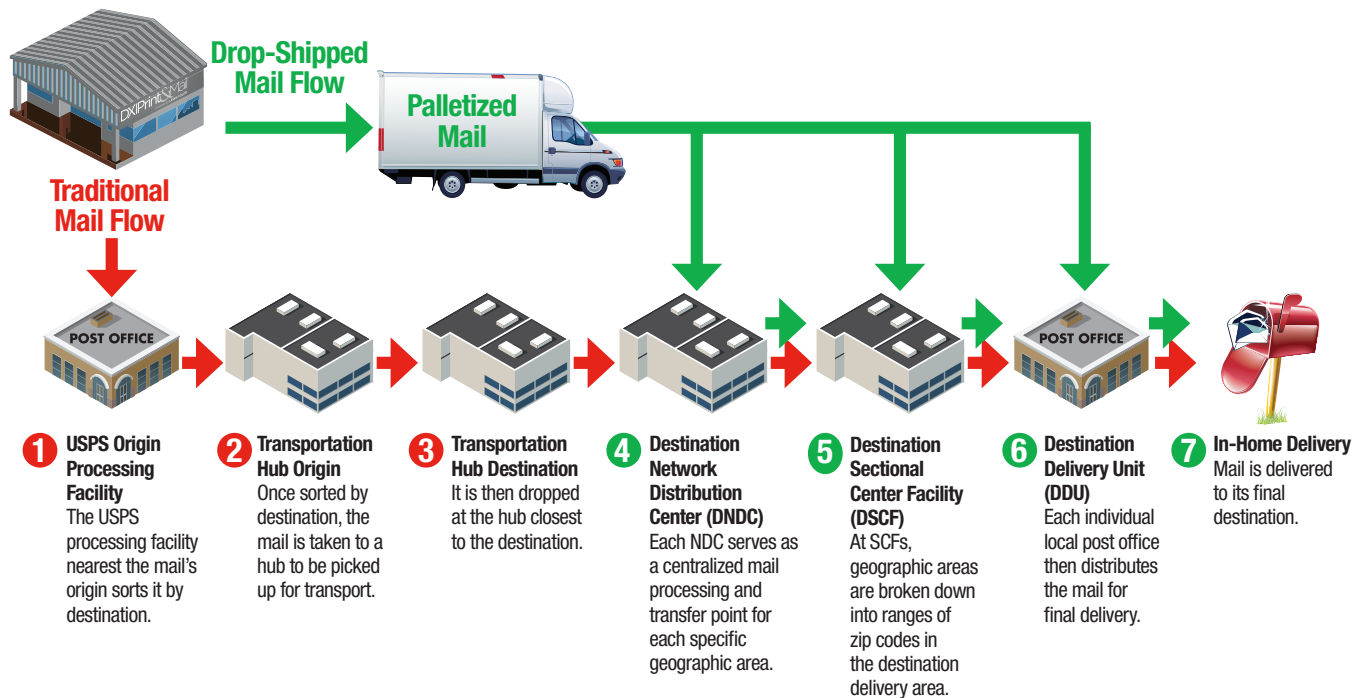 DXIPrint&Mail
Drop-Shipped
Mail Flow
Palletized
Mail
Traditional
Mail Flow
POST OFFICE
POST OFFICE
1 USPS Origin
Processing
Facility
The USPS
processing facility
nearest the mail’s
origin sorts it by
destination.
2 Transportation
Hub Origin
Once sorted by
destination, the
mail is taken to a
hub to be picked
up for transport.
3 Transportation
Hub Destination
It is then dropped
at the hub closest
to the destination.
4 Destination
Network
Distribution
Center (DNDC)
Each NDC serves as
a centralized mail
processing and
transfer point for
each specific
geographic area.
5 Destination
Sectional
Center Facility
(DSCF)
At SCFs,
geographic areas
are broken down
into ranges of
zip codes in
the destination
delivery area.
6 Destination
Delivery Unit
(DDU)
Each individual
local post office
then distributes
the mail for
final delivery.
7 In-Home Delivery
Mail is delivered
to its final
destination.